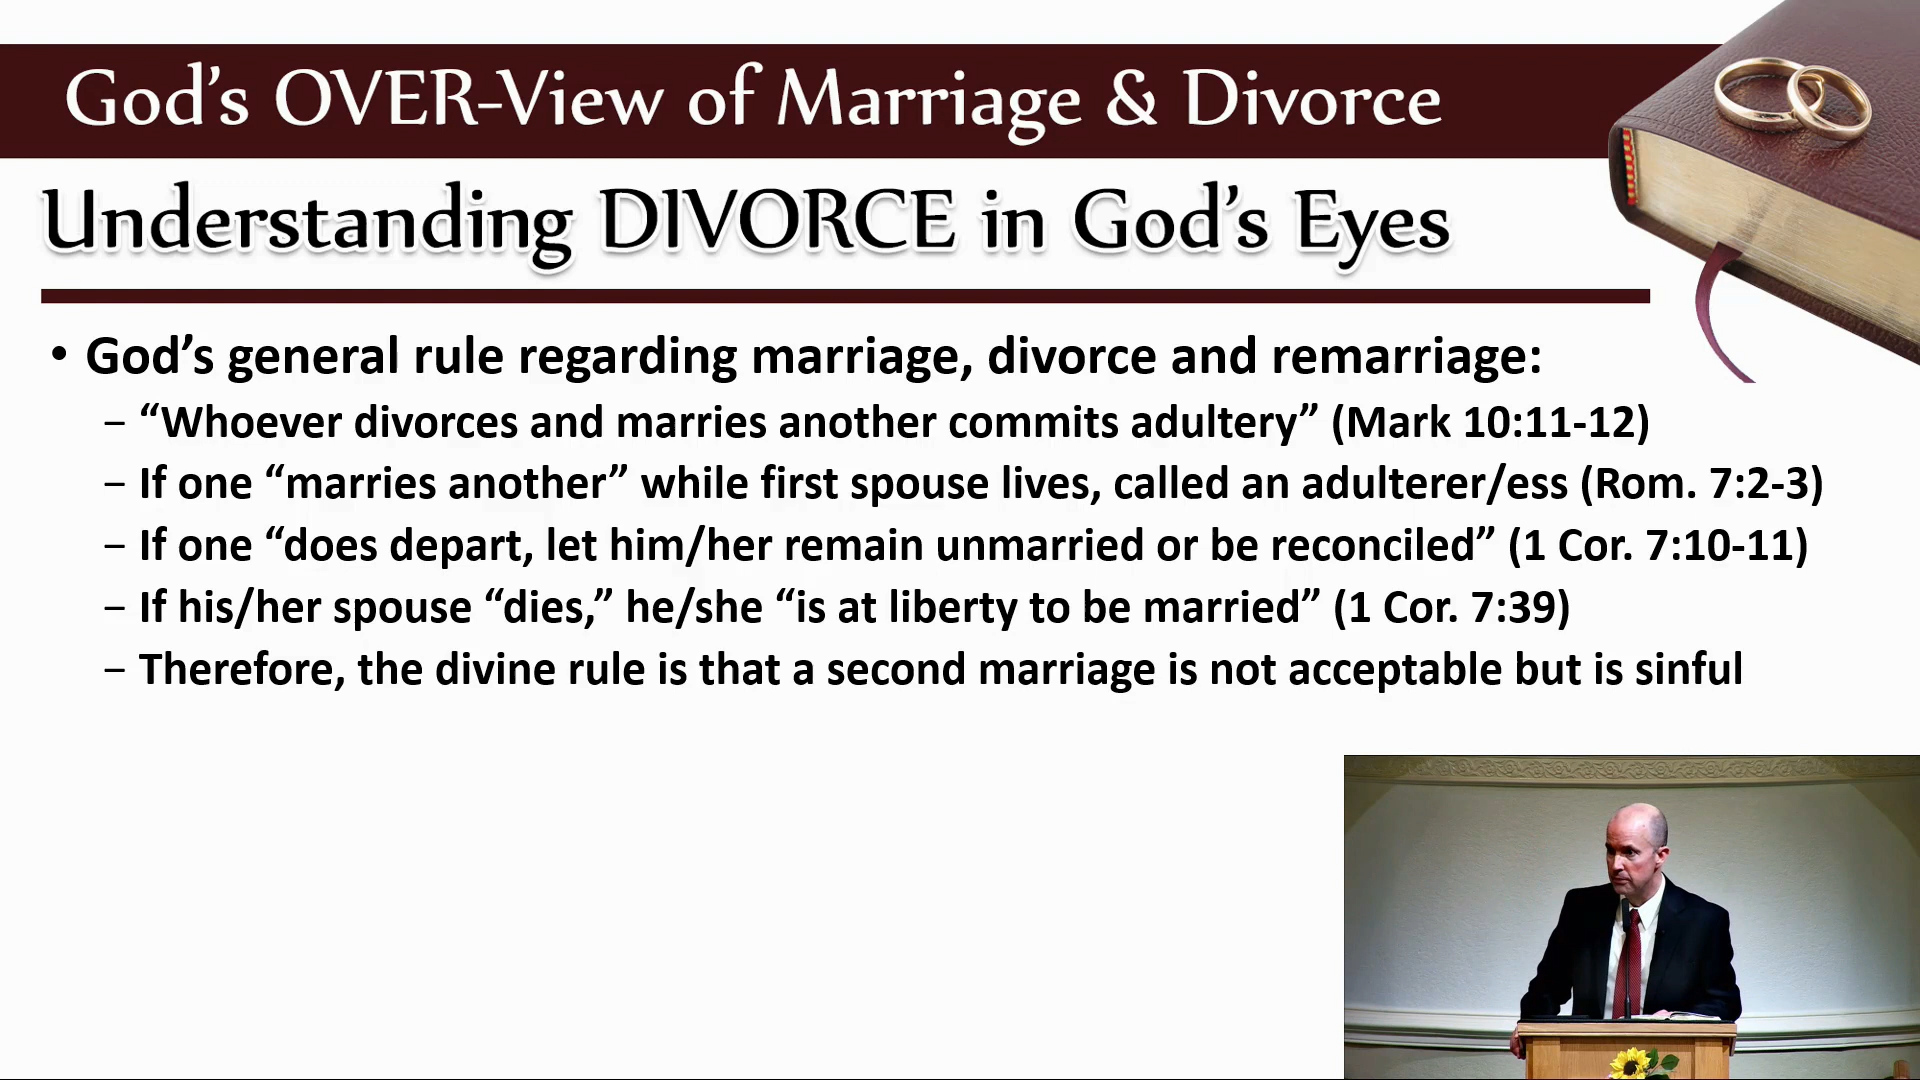 God’s OVER-View of Marriage & Divorce
Understanding DIVORCE in God’s Eyes
• God’s general rule regarding marriage, divorce and remarriage:
– “Whoever divorces and marries another commits adultery” (Mark 10:11-12)
– If one “marries another” while first spouse lives, called an adulterer/ess (Rom. 7:2-3)
– If one “does depart, let him/her remain unmarried or be reconciled” (1 Cor. 7:10-11)
– If his/her spouse “dies,” he/she “is at liberty to be married” (1 Cor. 7:39)
– Therefore, the divine rule is that a second marriage is not acceptable but is sinful